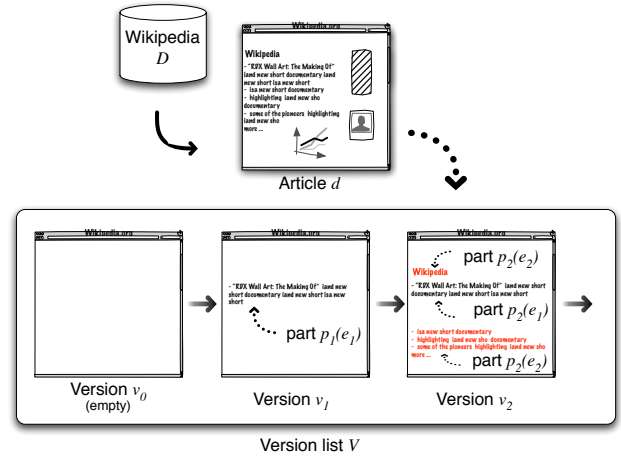 Wikipedia
D
Wikipedia.org
Wikipedia
- "RDX Wall Art: The Making Of"
land new short documentary land
new short isa new short
- isa new short documentary
- highlighting land new sho
documentary
- some of the pioneers highlighting
land new sho
more ...
Article d
Wikipedia.org
Version v0
(empty)
Wikipedia.org
- "RDX Wall Art: The Making Of" land new
short documentary land new short isa new
short
part p1(e1)
Version v1
Wikipedia.org
part p2(e2)
Wikipedia
- "RDX Wall Art: The Making Of" land new short
documentary land new short isa new short
part p2(e1)
- isa new short documentary
- highlighting land new sho documentary
- some of the pioneers highlighting land new sho
more ...
part p2(e2)
Version v2
Version list V